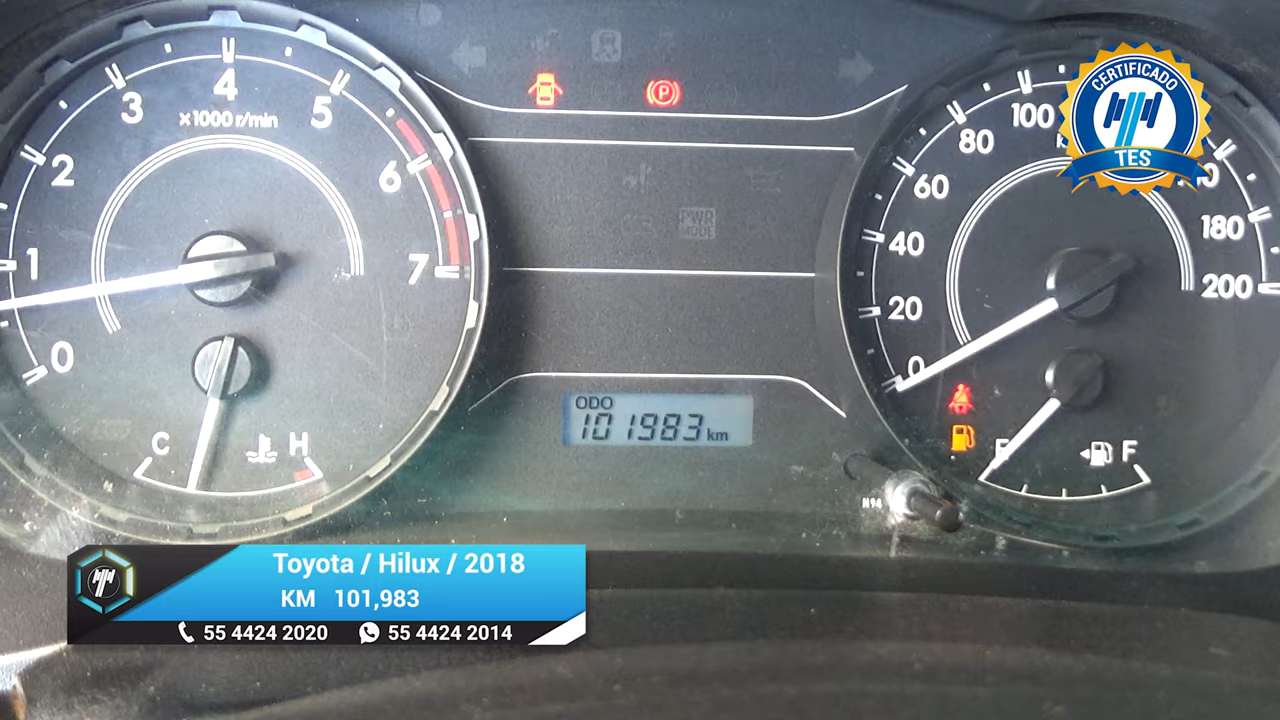 0
1
2
3
4
5
6
7
x1000 r/min
C
H
P
PWR
MODE
ODO
101983 km
0
20
40
60
80
100
180
200
E
F
N94
CERTIFICADO
TES
Toyota / Hilux / 2018
KM 101,983
55 4424 2020 55 4424 2014